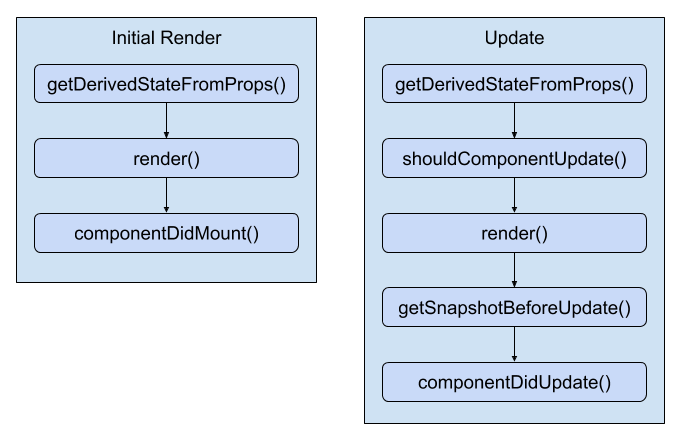 Initial Render
getDerivedStateFromProps()
render()
componentDidMount()
Update
getDerivedStateFromProps()
shouldComponentUpdate()
render()
getSnapshotBeforeUpdate()
componentDidUpdate()